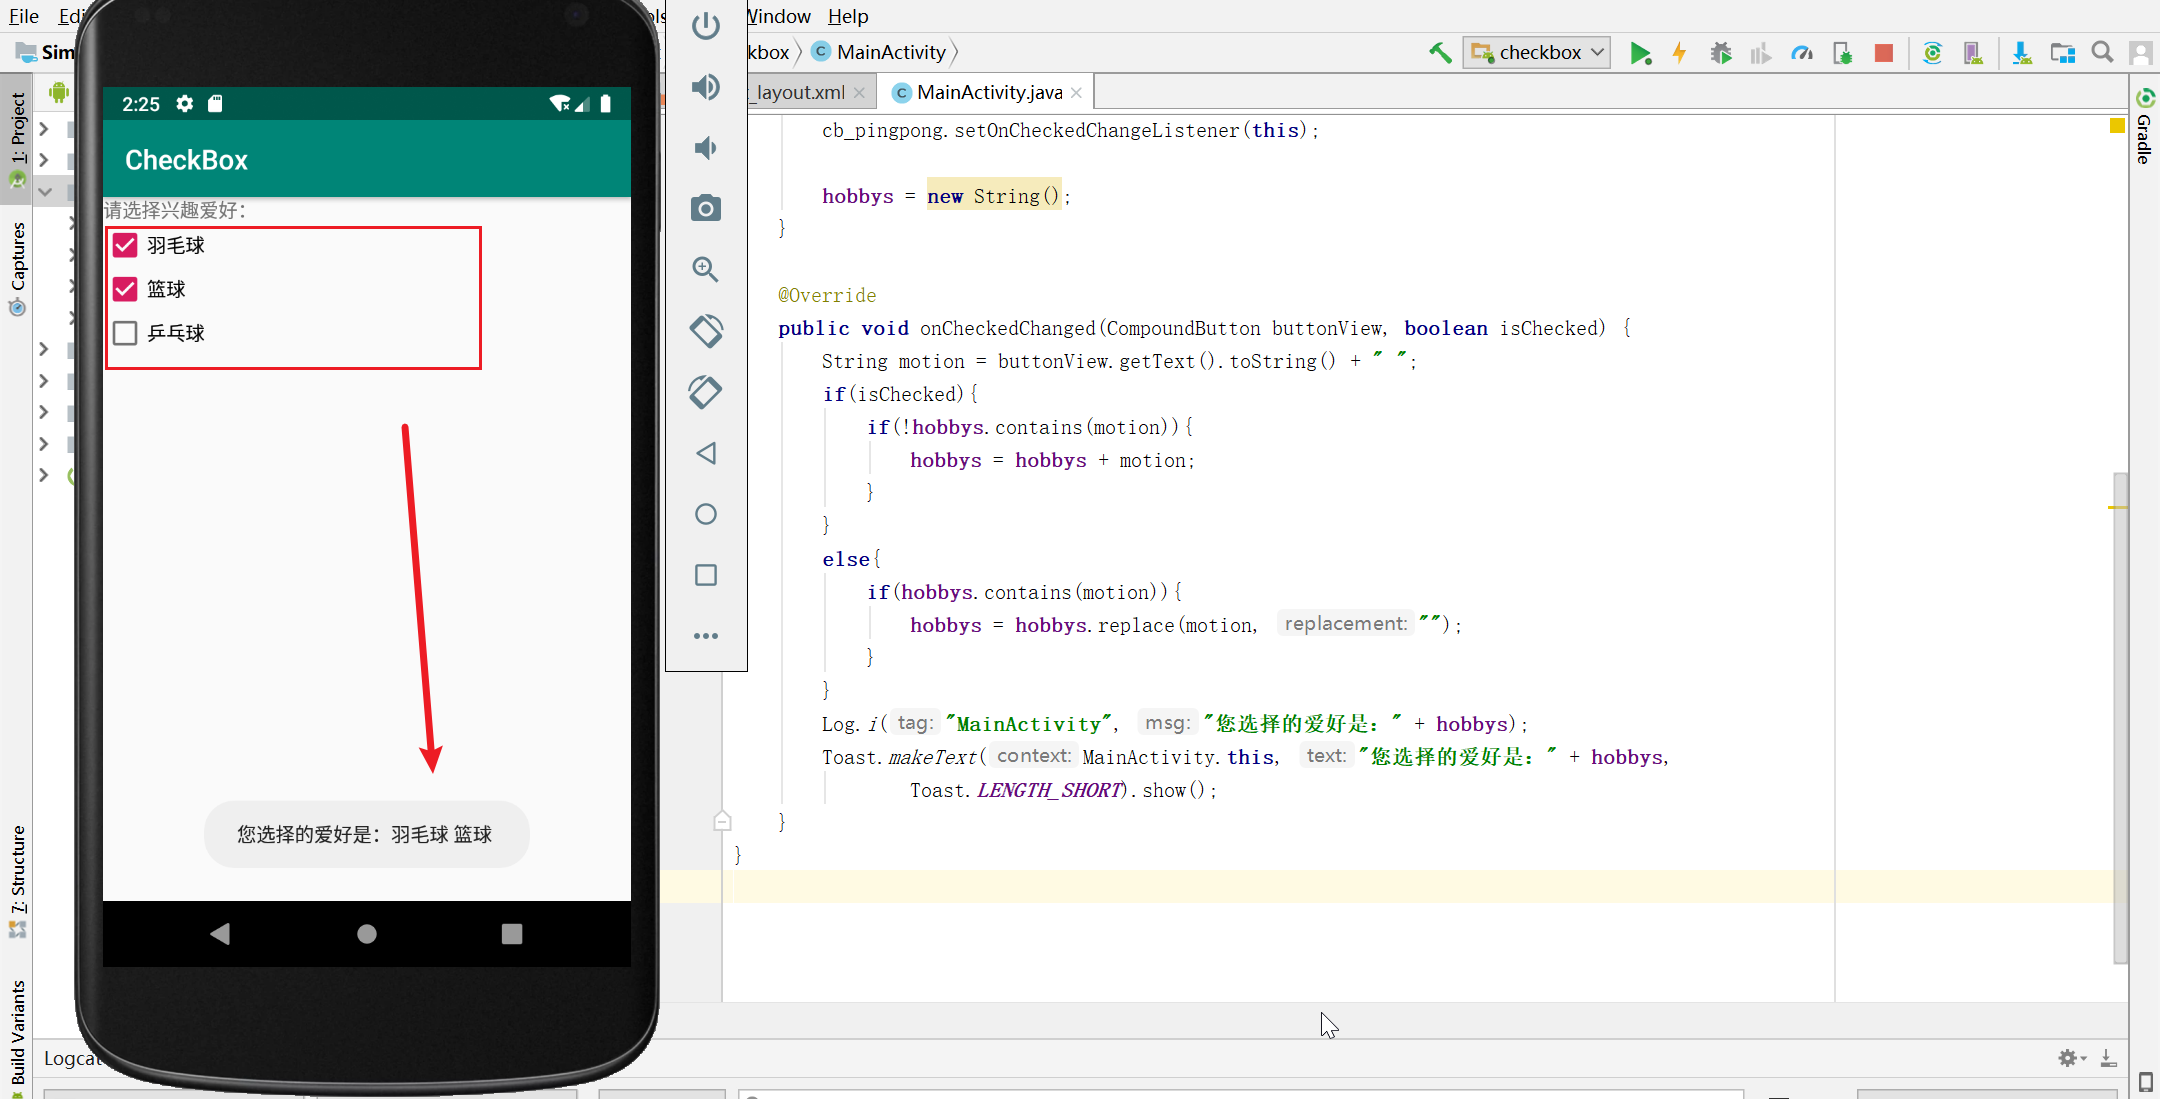 File
Window Help
Sim
kbox MainActivity
checkbox
_layout.xml
MainActivity.java
1: Project
Captures
7: Structure
Build Variants
Gradle
2:25
CheckBox
请选择兴趣爱好：
羽毛球
篮球
乒乓球
您选择的爱好是：羽毛球 篮球
cb_pingpong.setOnCheckedChangeListener(this);
hobbys = new String();
}
@Override
public void onCheckedChanged(CompoundButton buttonView, boolean isChecked) {
String motion = buttonView.getText().toString() + " ";
if(isChecked){
if(!hobbys.contains(motion)){
hobbys = hobbys + motion;
}
}
else{
if(hobbys.contains(motion)){
hobbys = hobbys.replace(motion, replacement: "");
}
}
Log.i( tag: "MainActivity", msg: "您选择的爱好是：" + hobbys);
Toast.makeText( context: MainActivity.this, text: "您选择的爱好是：" + hobbys,
Toast.LENGTH_SHORT).show();
}
}
Logcat